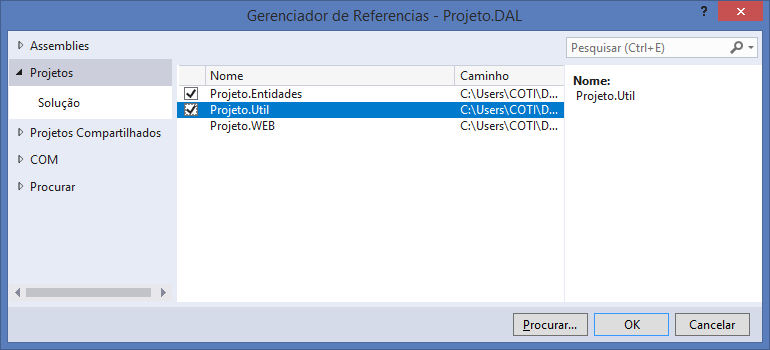 Gerenciador de Referencias - Projeto.DAL
?
Assemblies
Projetos
Solução
Projetos Compartilhados
COM
Procurar
Nome Caminho
Projeto.Entidades C:\Users\COTI\D...
Projeto.Util C:\Users\COTI\D...
Projeto.WEB C:\Users\COTI\D...
Pesquisar (Ctrl+E)
Nome:
Projeto.Util
Procurar... OK Cancelar